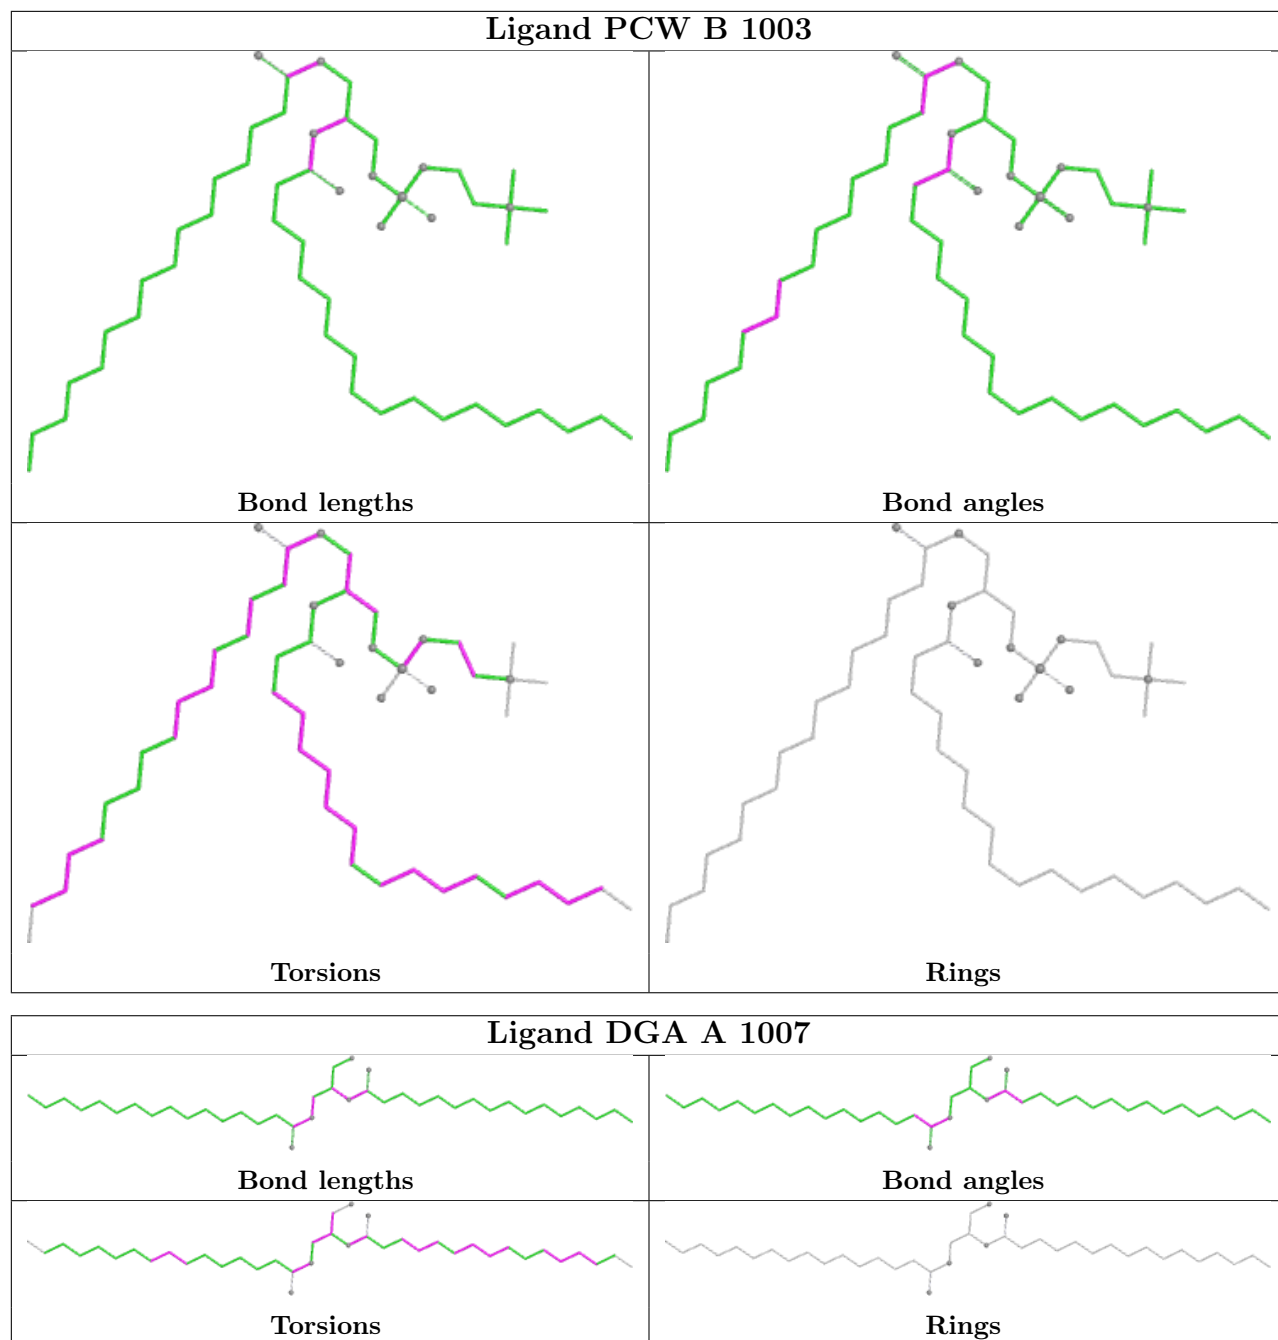 Ligand PCW B 1003
Bond lengths
Bond angles
Torsions
Rings
Ligand DGA A 1007
Bond lengths
Bond angles
Torsions
Rings